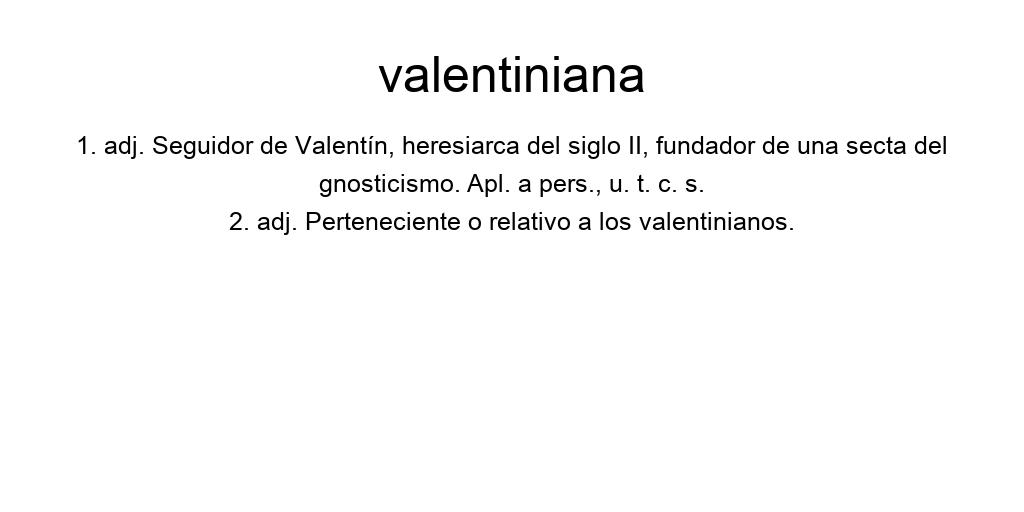 valentiniana
1. adj. Seguidor de Valentín, heresiarca del siglo II, fundador de una secta del
gnosticismo. Apl. a pers., u. t. c. s.
2. adj. Perteneciente o relativo a los valentinianos.